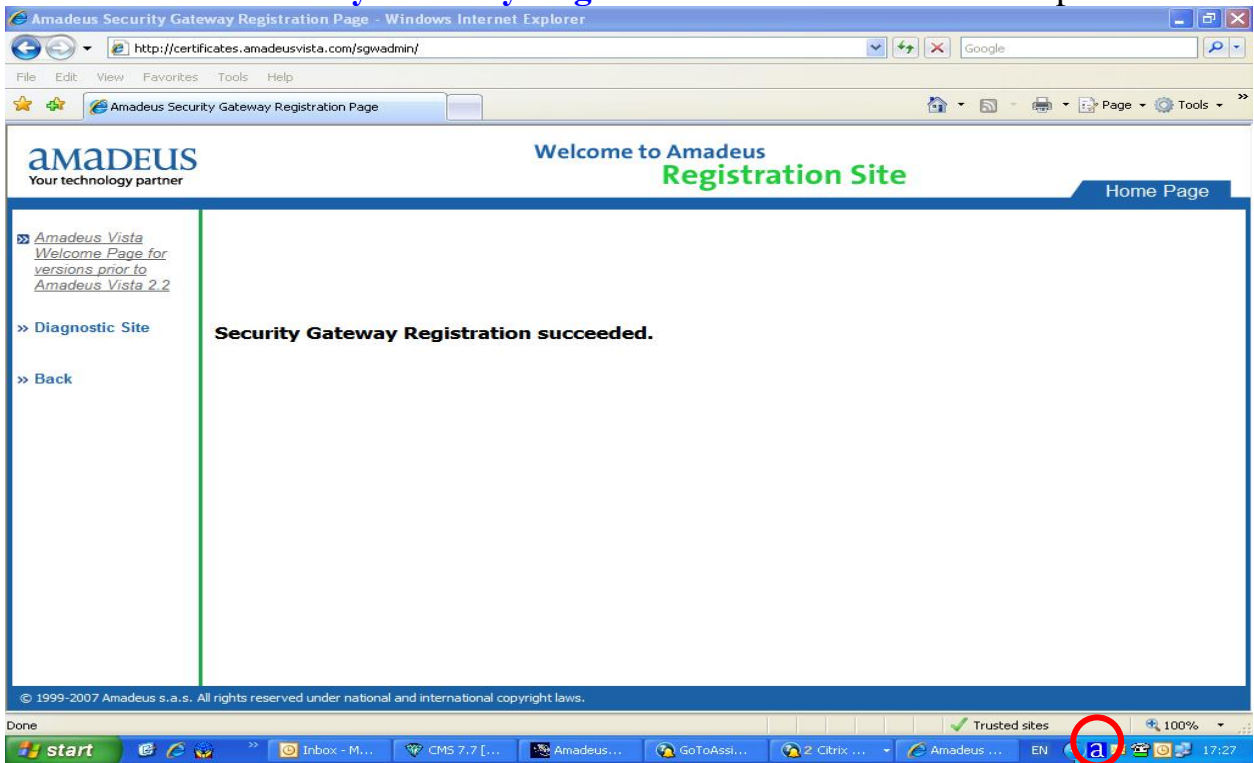 Amadeus Security Gateway Registration Page - Windows Internet Explorer
http://certificates.amadeusvista.com/sgwadmin/
Google
File Edit View Favorites Tools Help
Amadeus Security Gateway Registration Page
Page Tools »
amadeus
Your technology partner
Welcome to Amadeus
Registration Site
Home Page
Amadeus Vista
Welcome Page for
versions prior to
Amadeus Vista 2.2
» Diagnostic Site
» Back
Security Gateway Registration succeeded.
© 1999-2007 Amadeus s.a.s. All rights reserved under national and international copyright laws.
Done
Trusted sites
100%
start
»
Inbox - M...
CMS 7.7 [...
Amadeus...
GoToAssi...
2 Citrix ...
Amadeus ...
EN
a
17:27